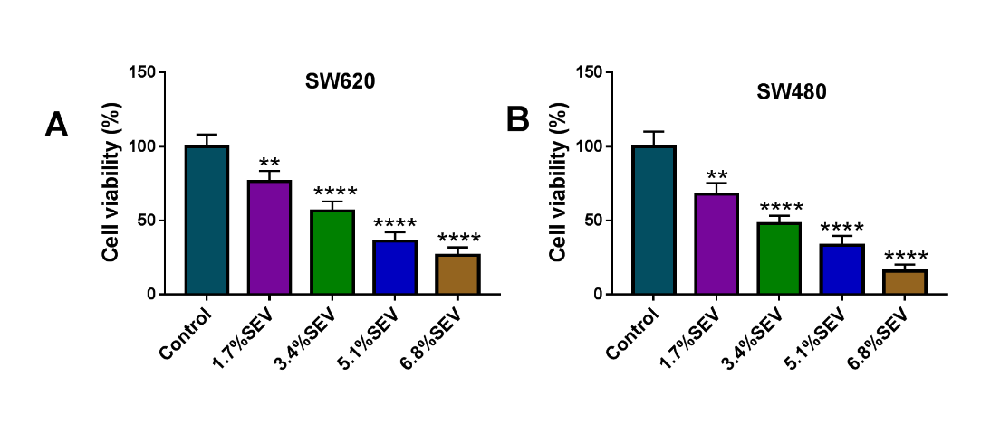 A
SW620
Cell viability (%)
150
100
50
0
**
****
****
****
Control
1.7%SEV
3.4%SEV
5.1%SEV
6.8%SEV
B
SW480
Cell viability (%)
150
100
50
0
**
****
****
****
Control
1.7%SEV
3.4%SEV
5.1%SEV
6.8%SEV